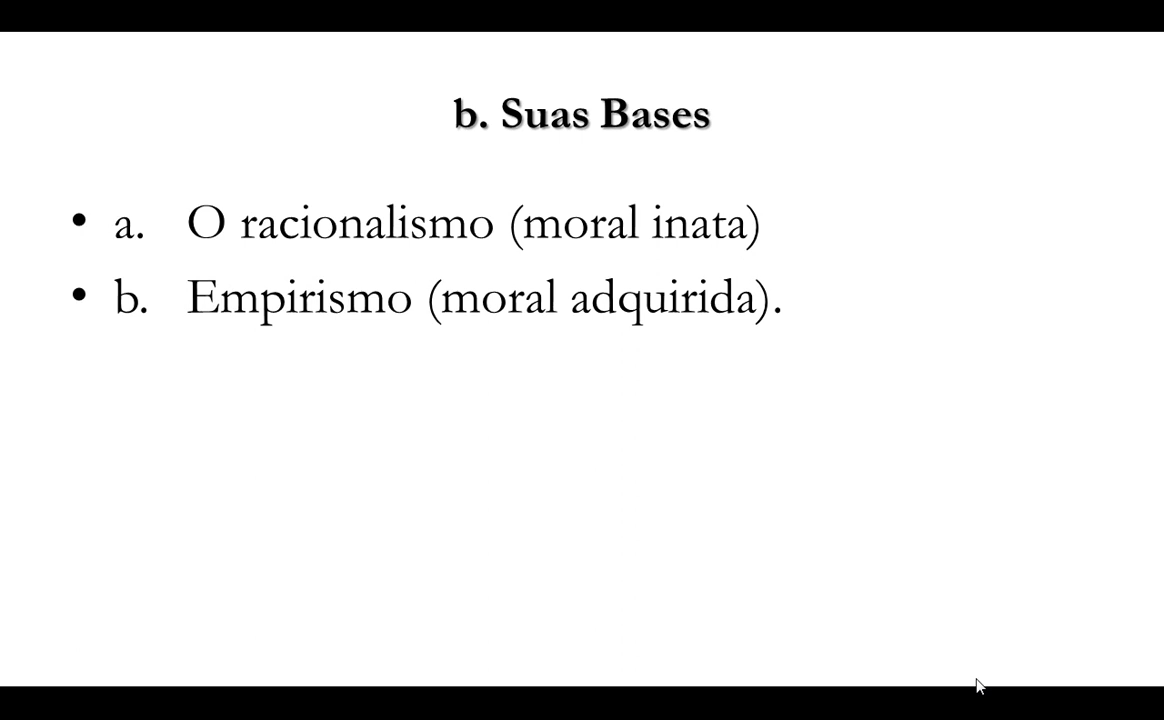 b. Suas Bases
• a. O racionalismo (moral inata)
• b. Empirismo (moral adquirida).